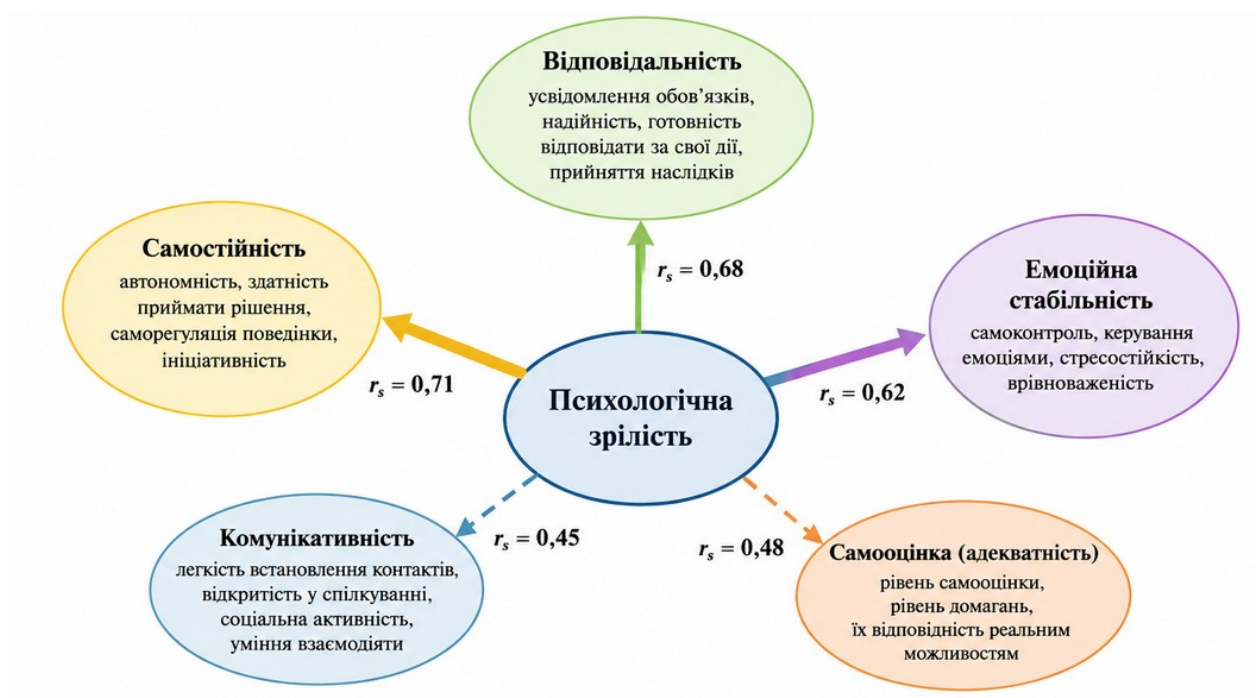 Відповідальність
усвідомлення обов’язків,
надійність, готовність
відповідати за свої дії,
прийняття наслідків
Самостійність
автономність, здатність
приймати рішення,
саморегуляція поведінки,
ініціативність
Емоційна
стабільність
самоконтроль, керування
емоціями, стресостійкість,
врівноваженість
rₛ = 0,68
rₛ = 0,71
rₛ = 0,62
Психологічна
зрілість
Комунікативність
легкість встановлення контактів,
відкритість у спілкуванні,
соціальна активність,
уміння взаємодіяти
rₛ = 0,45
rₛ = 0,48
Самооцінка (адекватність)
рівень самооцінки,
рівень домагань,
їх відповідність реальним
можливостям